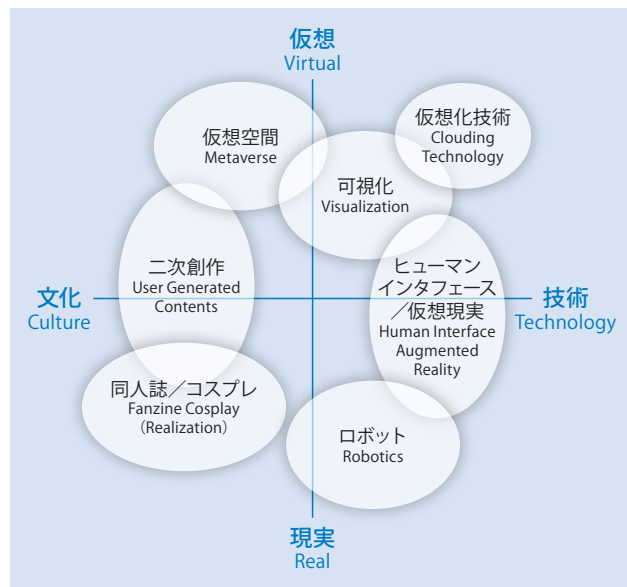 仮想
Virtual
仮想空間
Metaverse
仮想化技術
Clouding
Technology
可視化
Visualization
二次創作
User Generated
Contents
ヒューマン
インタフェース
／仮想現実
Human Interface
Augmented
Reality
文化
Culture
技術
Technology
同人誌／コスプレ
Fanzine Cosplay
（Realization）
ロボット
Robotics
現実
Real